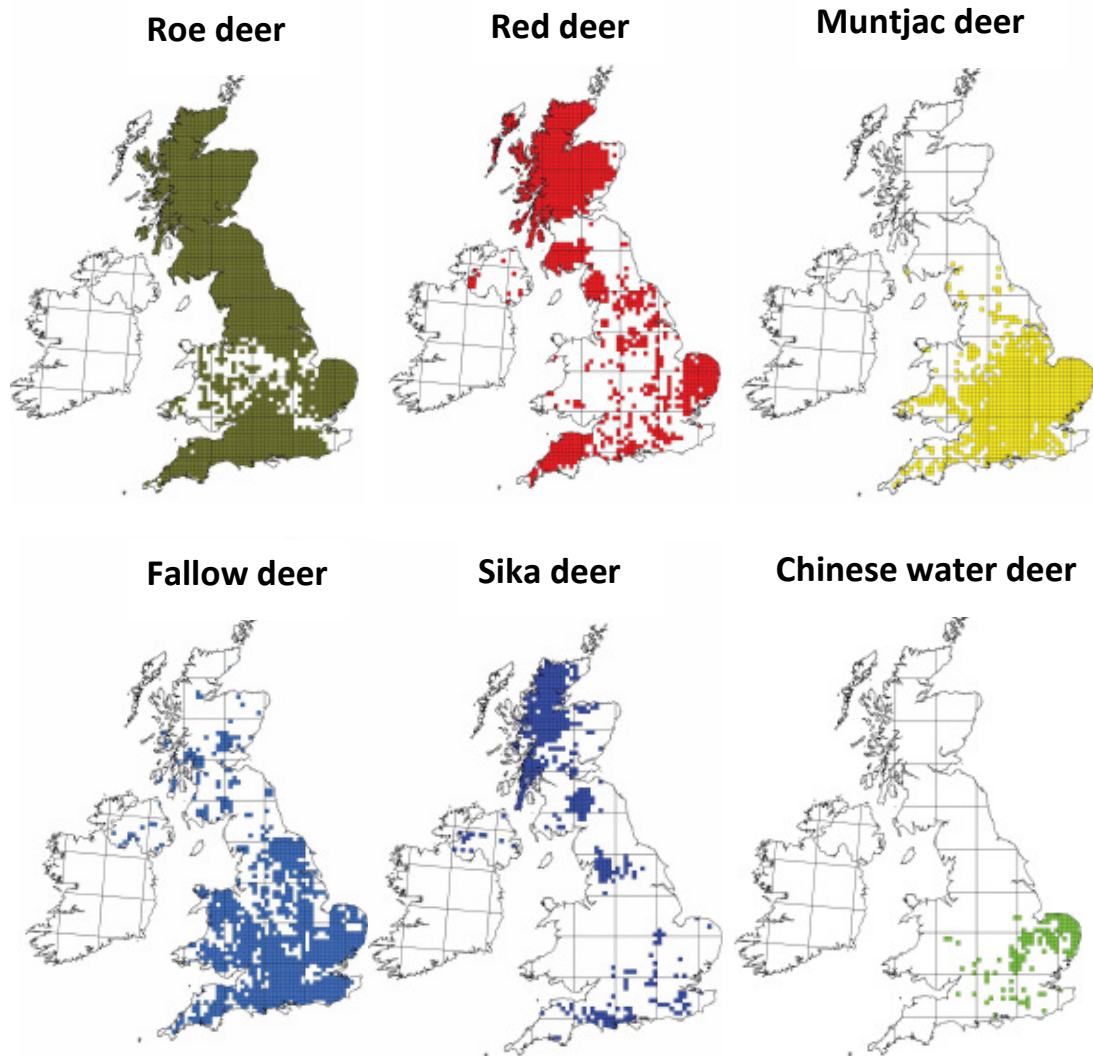 Roe deer
Red deer
Muntjac deer
Fallow deer
Sika deer
Chinese water deer